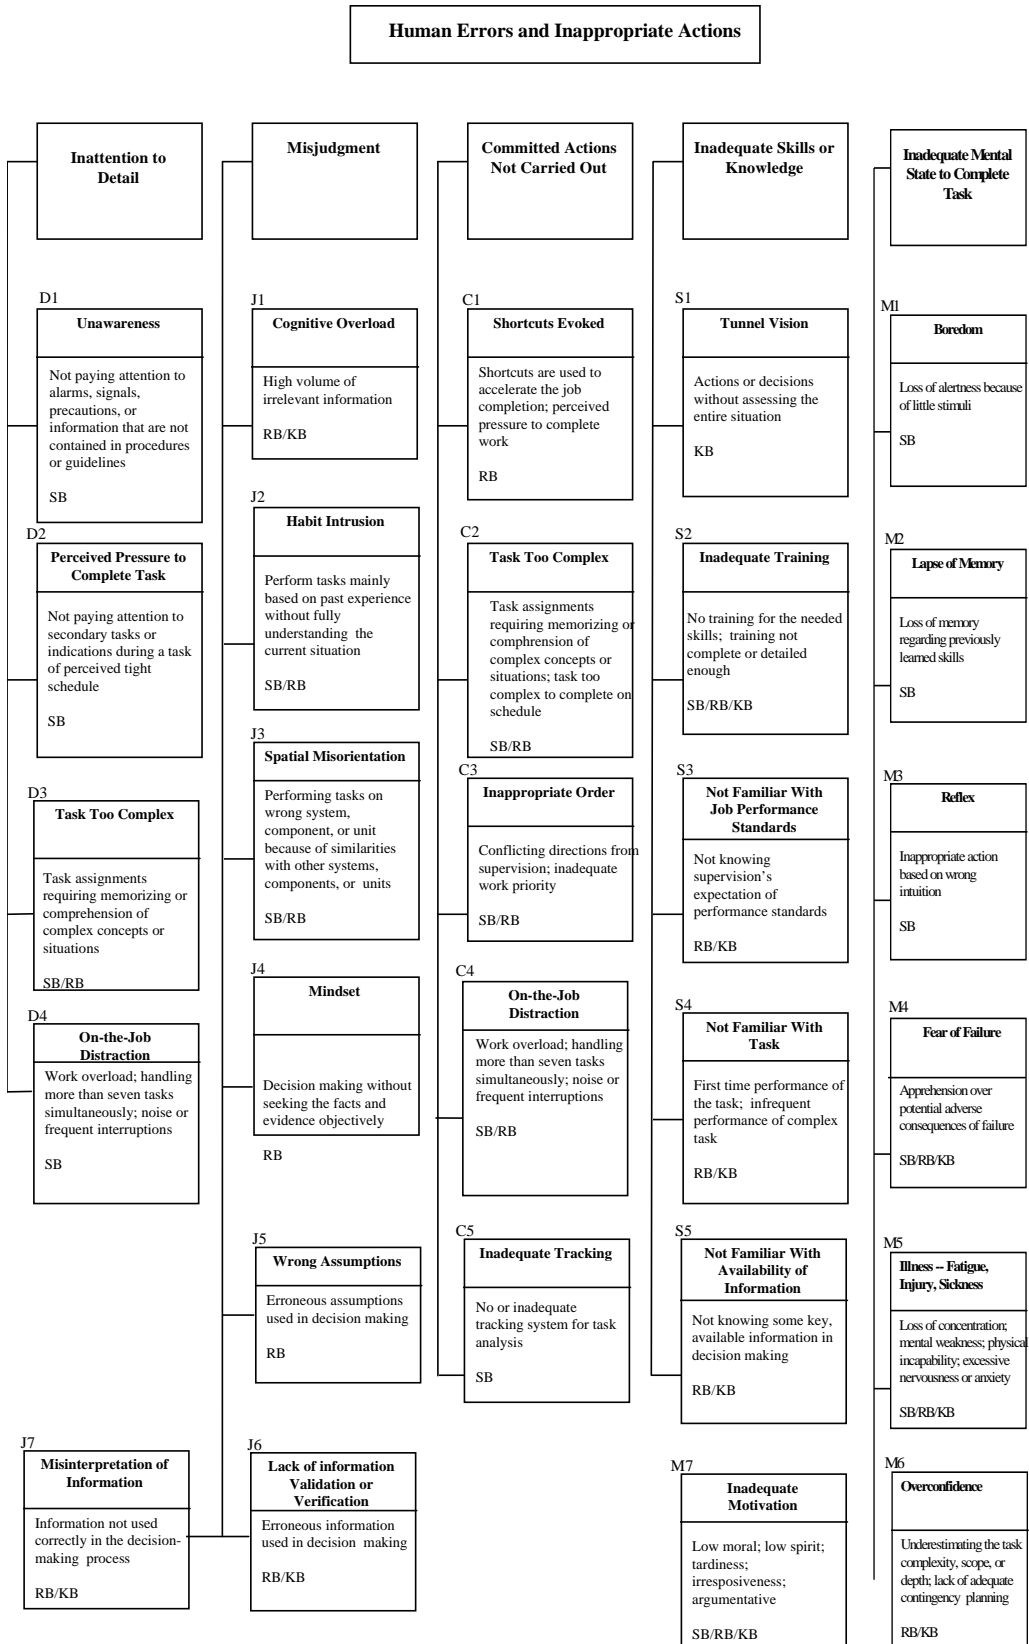 Human Errors and Inappropriate Actions
Inattention to
Detail
D1
Unawareness
Not paying attention to
alarms, signals,
precautions, or
information that are not
contained in procedures
or guidelines
SB
D2
Perceived Pressure to
Complete Task
Not paying attention to
secondary tasks or
indications during a task
of perceived tight
schedule
SB
D3
Task Too Complex
Task assignments
requiring memorizing or
comprehension of
complex concepts or
situations
SB/RB
D4
On-the-Job
Distraction
Work overload; handling
more than seven tasks
simultaneously; noise or
frequent interruptions
SB
Misjudgment
J1
Cognitive Overload
High volume of
irrelevant information
RB/KB
J2
Habit Intrusion
Perform tasks mainly
based on past experience
without fully
understanding the
current situation
SB/RB
J3
Spatial Misorientation
Performing tasks on
wrong system,
component, or unit
because of similarities
with other systems,
components, or units
SB/RB
J4
Mindset
Decision making without
seeking the facts and
evidence objectively
RB
J5
Wrong Assumptions
Erroneous assumptions
used in decision making
RB
J6
Lack of information
Validation or
Verification
Erroneous information
used in decision making
RB/KB
J7
Misinterpretation of
Information
Information not used
correctly in the decision-
making process
RB/KB
Committed Actions
Not Carried Out
C1
Shortcuts Evoked
Shortcuts are used to
accelerate the job
completion; perceived
pressure to complete
work
RB
C2
Task Too Complex
Task assignments
requiring memorizing or
comphrension of
complex concepts or
situations; task too
complex to complete on
schedule
SB/RB
C3
Inappropriate Order
Conflicting directions from
supervision; inadequate
work priority
SB/RB
C4
On-the-Job
Distraction
Work overload; handling
more than seven tasks
simultaneously; noise or
frequent interruptions
SB/RB
C5
Inadequate Tracking
No or inadequate
tracking system for task
analysis
SB
Inadequate Skills or
Knowledge
S1
Tunnel Vision
Actions or decisions
without assessing the
entire situation
KB
S2
Inadequate Training
No training for the needed
skills; training not
complete or detailed
enough
SB/RB/KB
S3
Not Familiar With
Job Performance
Standards
Not knowing
supervision's
expectation of
performance standards
RB/KB
S4
Not Familiar With
Task
First time performance of
the task; infrequent
performance of complex
task
RB/KB
S5
Not Familiar With
Availability of
Information
Not knowing some key,
available information in
decision making
RB/KB
Inadequate Mental
State to Complete
Task
M1
Boredom
Loss of alertness because
of little stimuli
SB
M2
Lapse of Memory
Loss of memory
regarding previously
learned skills
SB
M3
Reflex
Inappropriate action
based on wrong
intuition
SB
M4
Fear of Failure
Apprehension over
potential adverse
consequences of failure
SB/RB/KB
M5
Illness -- Fatigue,
Injury, Sickness
Loss of concentration;
mental weakness; physical
incapability; excessive
nervousness or anxiety
SB/RB/KB
M6
Overconfidence
Underestimating the task
complexity, scope, or
depth; lack of adequate
contingency planning
RB/KB
M7
Inadequate
Motivation
Low moral; low spirit;
tardiness;
irresposiveness;
argumentative
SB/RB/KB